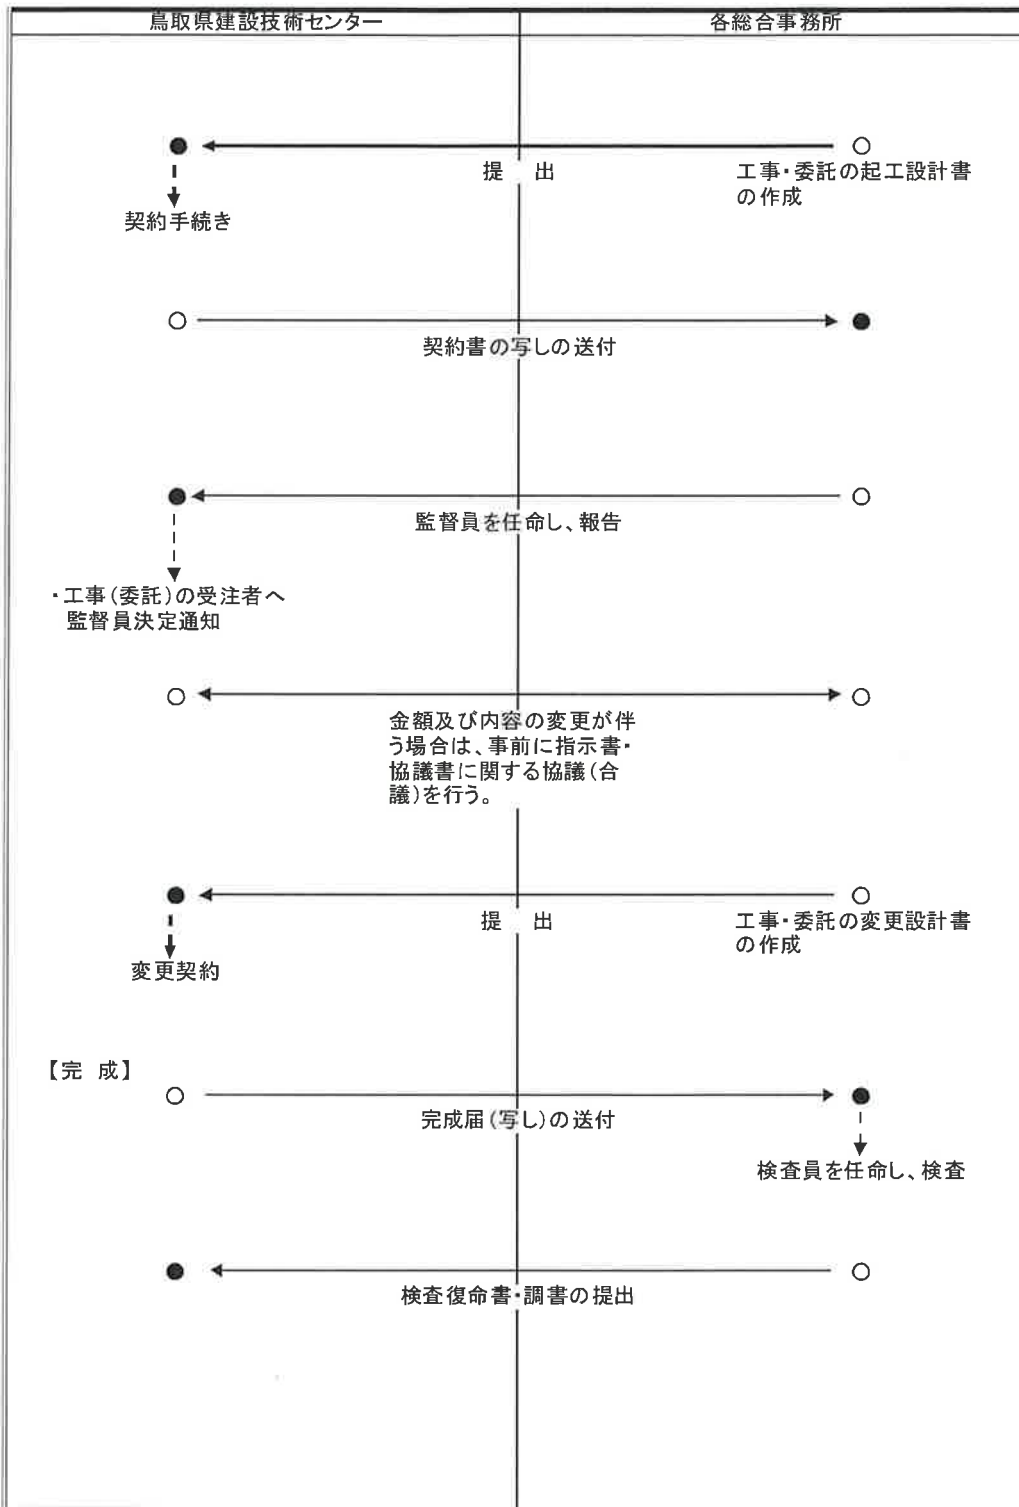 鳥取県建設技術センター
各総合事務所
提　出
工事・委託の起工設計書
の作成
契約手続き
契約書の写しの送付
監督員を任命し、報告
・工事(委託)の受注者へ
監督員決定通知
金額及び内容の変更が伴
う場合は、事前に指示書・
協議書に関する協議(合
議)を行う。
提　出
工事・委託の変更設計書
の作成
変更契約
【完　成】
完成届(写し)の送付
検査員を任命し、検査
検査復命書・調書の提出